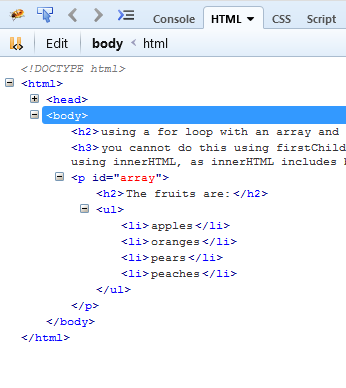 Console HTML CSS Script
Edit body < html
<!DOCTYPE html>
<html>
<head>
<body>
<h2>using a for loop with an array and
<h3>you cannot do this using firstChild
using innerHTML, as innerHTML includes
<p id="array">
<h2>The fruits are:</h2>
<ul>
<li>apples</li>
<li>oranges</li>
<li>pears</li>
<li>peaches</li>
</ul>
</p>
</body>
</html>